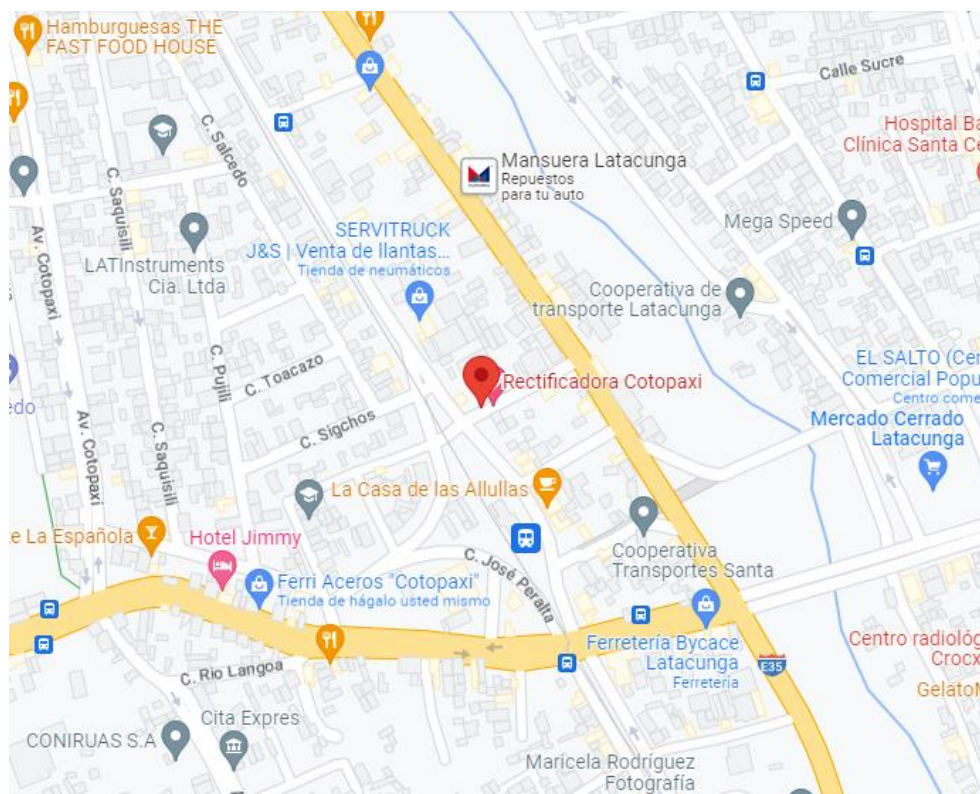 Hamburguesas THE
FAST FOOD HOUSE
Calle Sucre
Hospital Ba
Clínica Santa Ce
C. Salcedo
Mansuera Latacunga
Repuestos
para tu auto
C. Saquisili
Mega Speed
SERVITRUCK
J&S | Venta de llantas...
Tienda de neumáticos
Av. Cotopaxi
LATInstruments
Cia. Ltda
Cooperativa de
transporte Latacunga
C. Pujili
C. Toacazo
EL SALTO (Cen
Comercial Popu
Centro come
Rectificadora Cotopaxi
edo
Av. Cotopaxi
C. Saquisili
C. Sigchos
Mercado Cerrado
Latacunga
La Casa de las Allullas
e La Española
Hotel Jimmy
C. José Peralta
Cooperativa
Transportes Santa
Ferri Aceros "Cotopaxi"
Tienda de hágalo usted mismo
Ferretería Bycace
Latacunga
Ferretería
E35
Centro radiológ
Crocx
GelatoM
C. Rio Langoa
Cita Expres
CONIRUAS S.A
Maricela Rodríguez
Fotografía